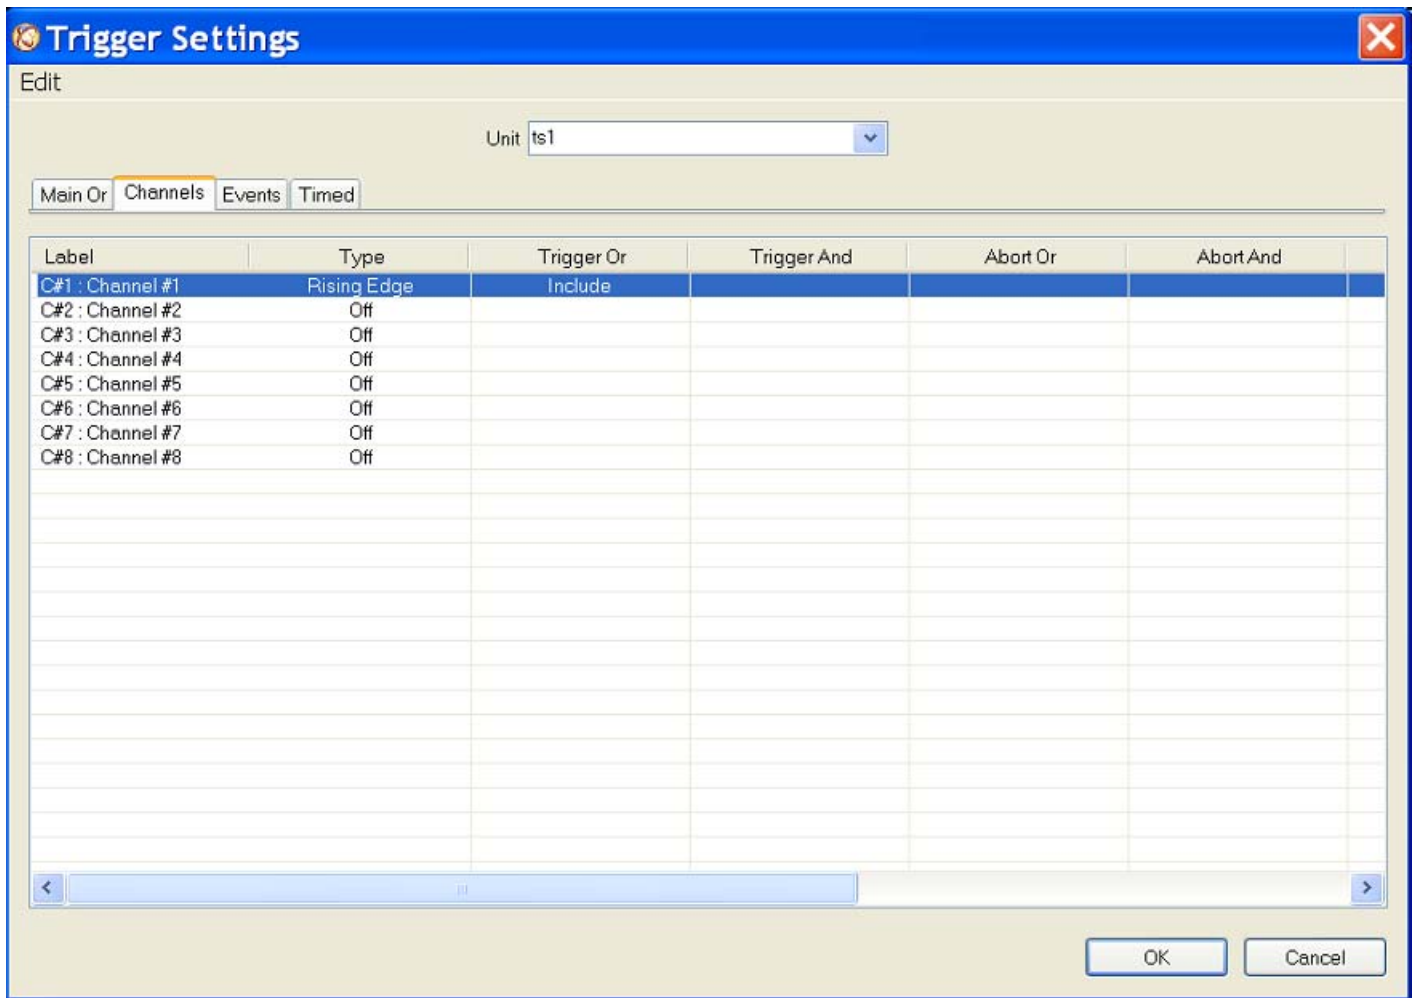 Trigger Settings
Edit
Unit ts1
Main Or Channels Events Timed
Label Type Trigger Or Trigger And Abort Or Abort And
C#1 : Channel #1 Rising Edge Include
C#2 : Channel #2 Off
C#3 : Channel #3 Off
C#4 : Channel #4 Off
C#5 : Channel #5 Off
C#6 : Channel #6 Off
C#7 : Channel #7 Off
C#8 : Channel #8 Off
OK Cancel